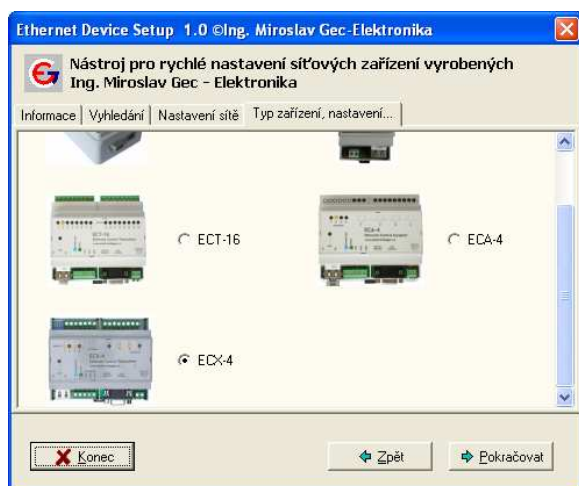 Ethernet Device Setup 1.0 ©Ing. Miroslav Gec-Elektronika
Nástroj pro rychlé nastavení síťových zařízení vyrobených
Ing. Miroslav Gec - Elektronika
Informace Vyhledání Nastavení sítě Typ zařízení, nastavení...
ECT-16 ECA-4
ECX-4
Konec Zpět Pokračovat